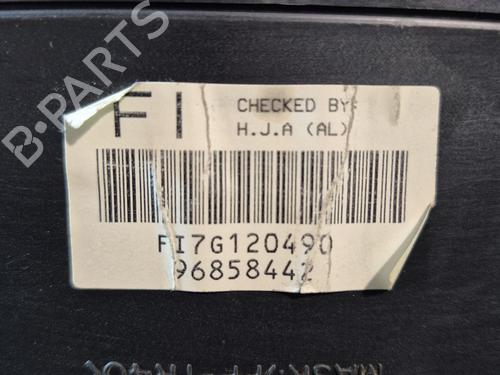 B-PARTS
FI
CHECKED BY:
H.J.A (AL)
FI7G120490
96858442